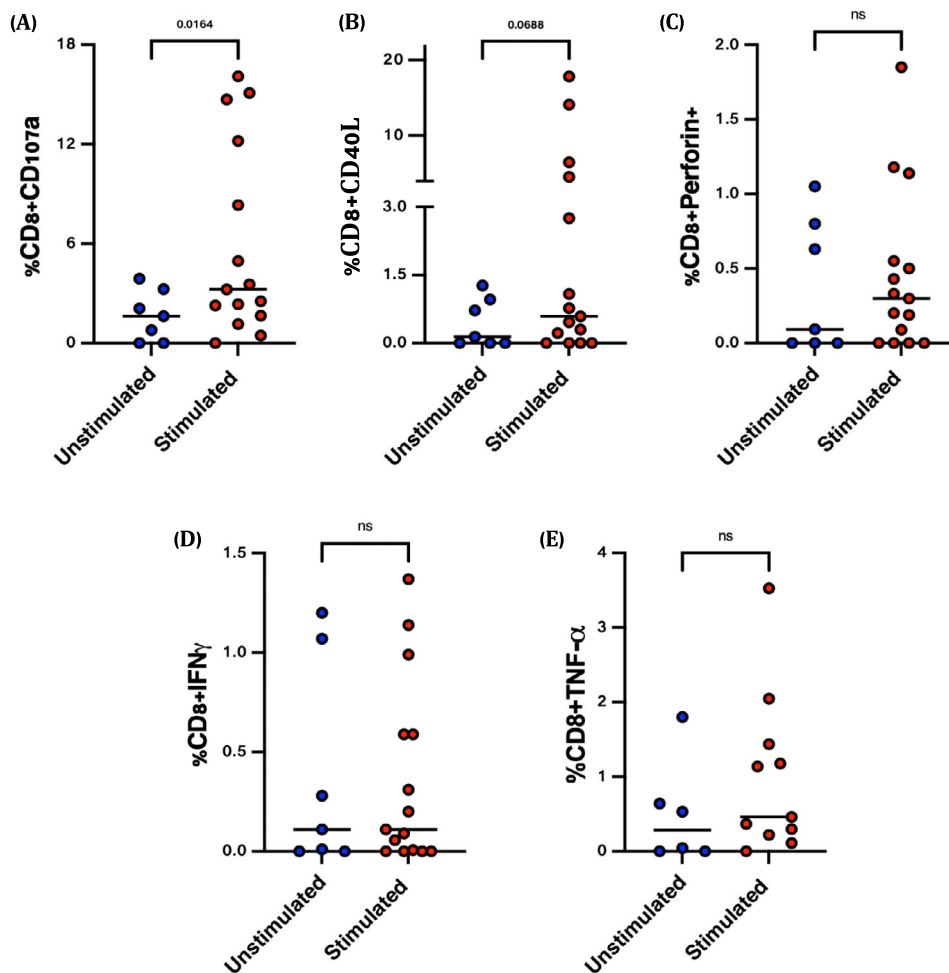 (A)
0.0164
18
12
6
0
%CD8+CD107a
Unstimulated
Stimulated
(B)
0.0688
20
10
3.0
1.5
0.0
%CD8+CD40L
Unstimulated
Stimulated
(C)
ns
2.0
1.5
1.0
0.5
0.0
%CD8+Perforin+
Unstimulated
Stimulated
(D)
ns
1.5
1.0
0.5
0.0
%CD8+IFNγ
Unstimulated
Stimulated
(E)
ns
4
3
2
1
0
%CD8+TNF-α
Unstimulated
Stimulated